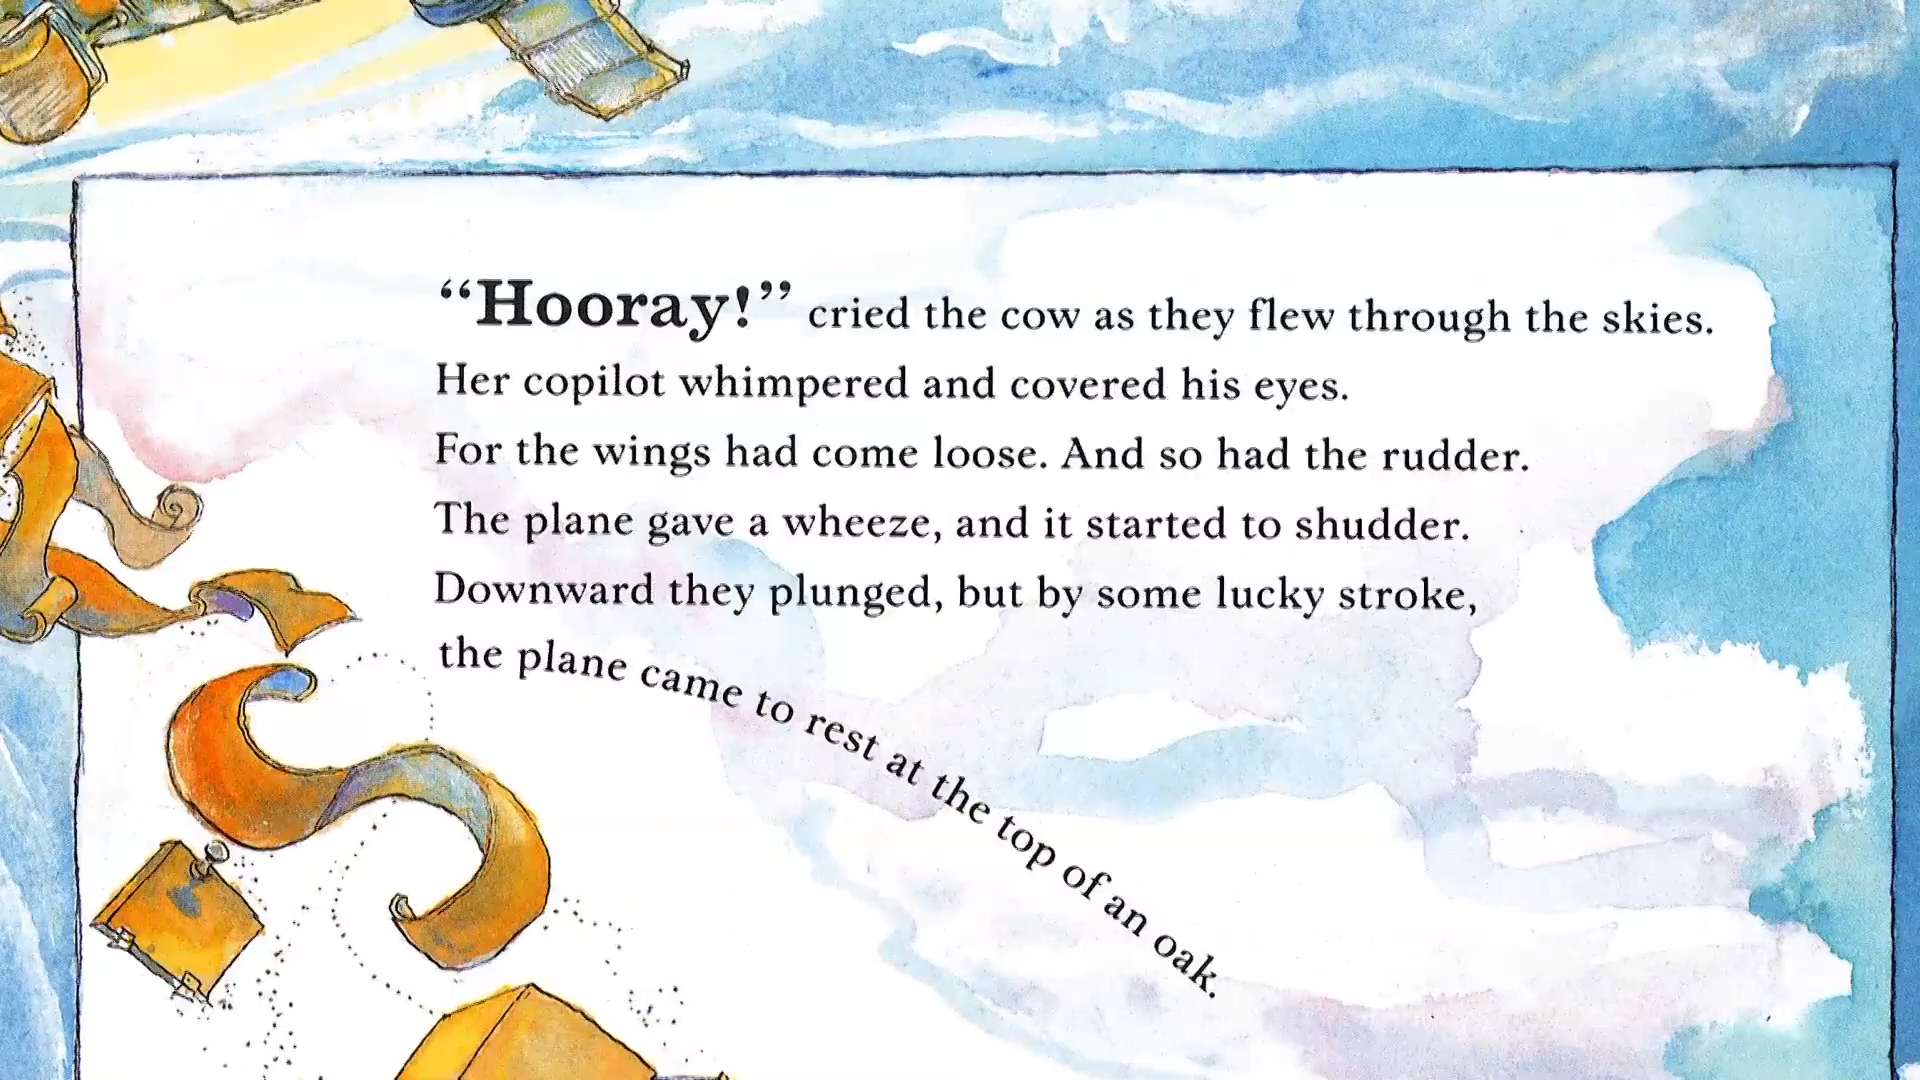 “Hooray!” cried the cow as they flew through the skies.
Her copilot whimpered and covered his eyes.
For the wings had come loose. And so had the rudder.
The plane gave a wheeze, and it started to shudder.
Downward they plunged, but by some lucky stroke,
the plane came to rest at the top of an oak.